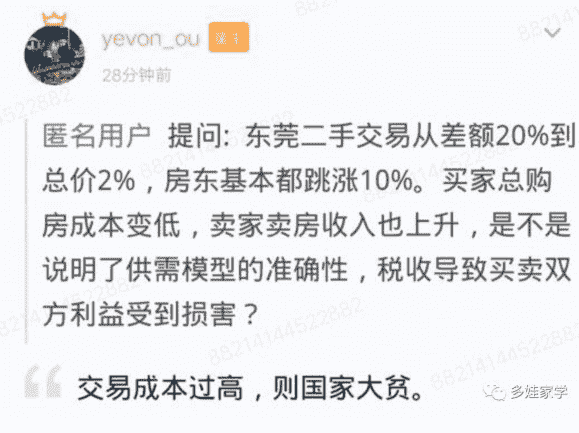 yevon_ou
28分钟前
匿名用户 提问: 东莞二手交易从差额20%到
总价2%，房东基本都跳涨10%。买家总购
房成本变低，卖家卖房收入也上升，是不是
说明了供需模型的准确性，税收导致买卖双
方利益受到损害？
交易成本过高，则国家大贫。
多娃家学
88214144522882